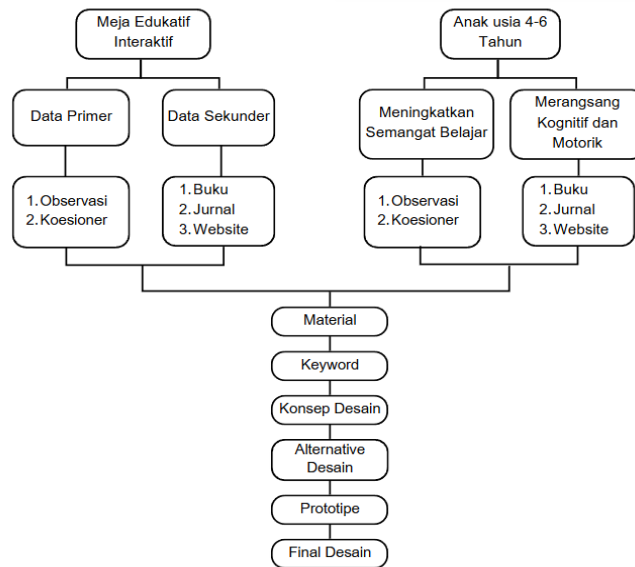 Meja Edukatif
Interaktif
Anak usia 4-6
Tahun
Data Primer
Data Sekunder
Meningkatkan
Semangat Belajar
Merangsang
Kognitif dan
Motorik
1. Observasi
2. Koesioner
1. Buku
2. Jurnal
3. Website
1. Observasi
2. Koesioner
1. Buku
2. Jurnal
3. Website
Material
Keyword
Konsep Desain
Alternative
Desain
Prototipe
Final Desain